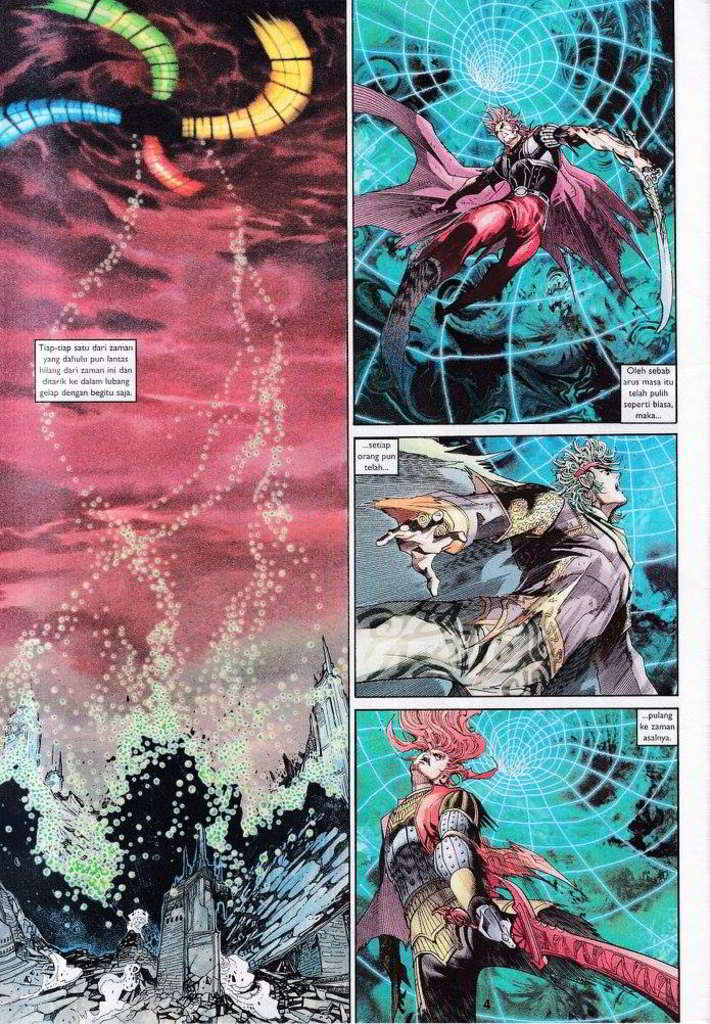 Tiap-tiap satu dari zaman
yang dahulu pun lantas
hilang dari zaman ini dan
ditarik ke dalam lubang
gelap dengan begitu saja.
Oleh sebab
arus masa itu
telah pulih
seperti biasa,
maka...
...setiap
orang pun
telah...
...pulang
ke zaman
asalnya.
4